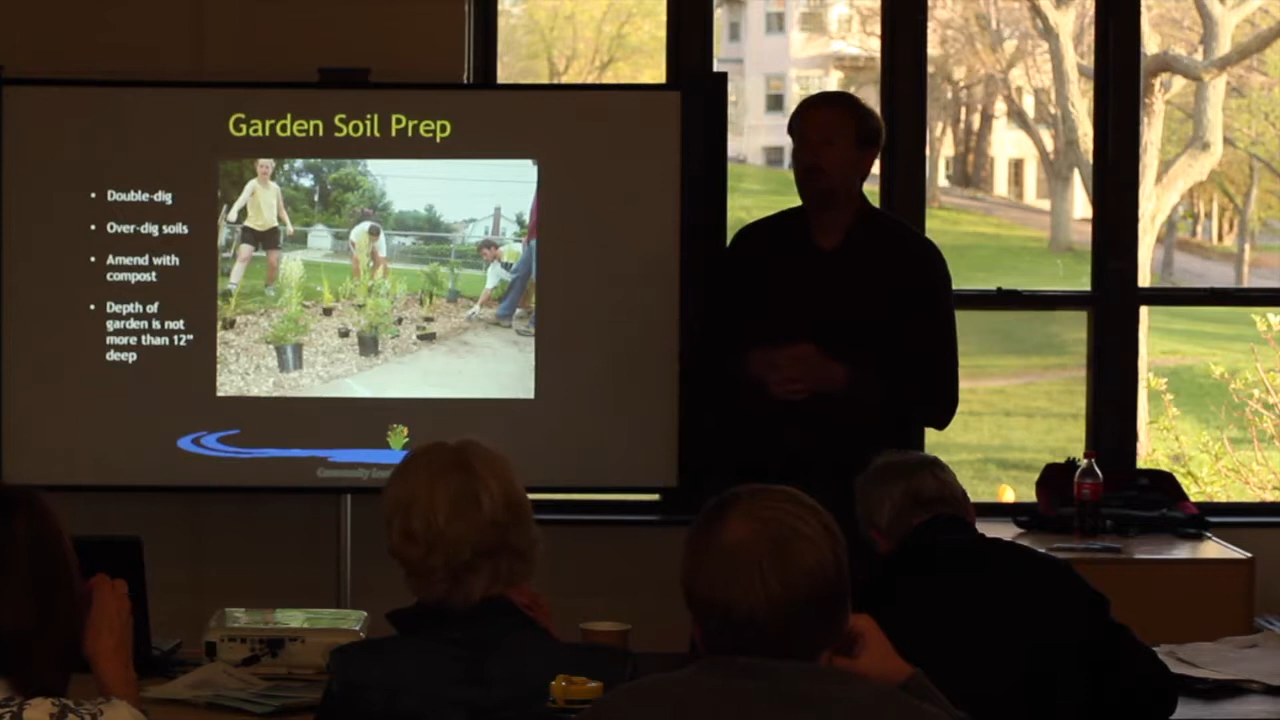 Garden Soil Prep
• Double-dig
• Over-dig soils
• Amend with
compost
• Depth of
garden is not
more than 12"
deep
Community